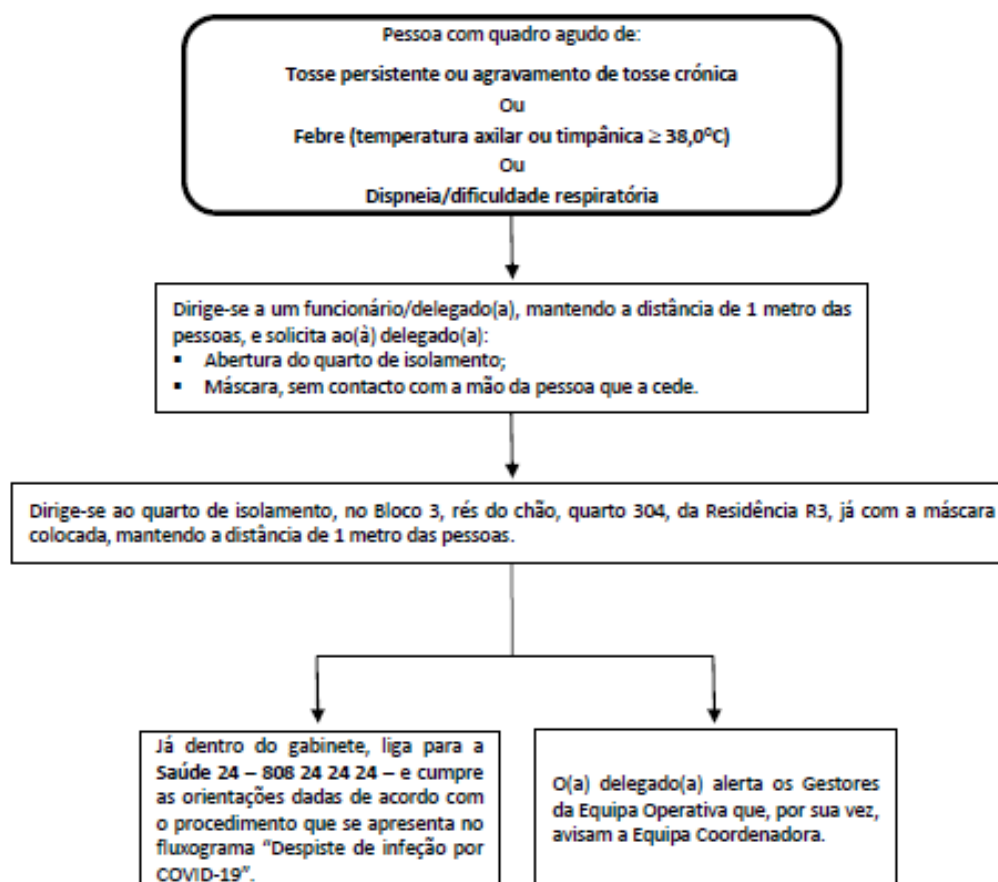 Pessoa com quadro agudo de:
Tosse persistente ou agravamento de tosse crónica
Ou
Febre (temperatura axilar ou timpânica ≥ 38,0ºC)
Ou
Dispneia/dificuldade respiratória
Dirige-se a um funcionário/delegado(a), mantendo a distância de 1 metro das
pessoas, e solicita ao(à) delegado(a):
▪ Abertura do quarto de isolamento;
▪ Máscara, sem contacto com a mão da pessoa que a cede.
Dirige-se ao quarto de isolamento, no Bloco 3, rés do chão, quarto 304, da Residência R3, já com a máscara
colocada, mantendo a distância de 1 metro das pessoas.
Já dentro do gabinete, liga para a
Saúde 24 – 808 24 24 24 – e cumpre
as orientações dadas de acordo com
o procedimento que se apresenta no
fluxograma “Despiste de infeção por
COVID-19”.
O(a) delegado(a) alerta os Gestores
da Equipa Operativa que, por sua vez,
avisam a Equipa Coordenadora.